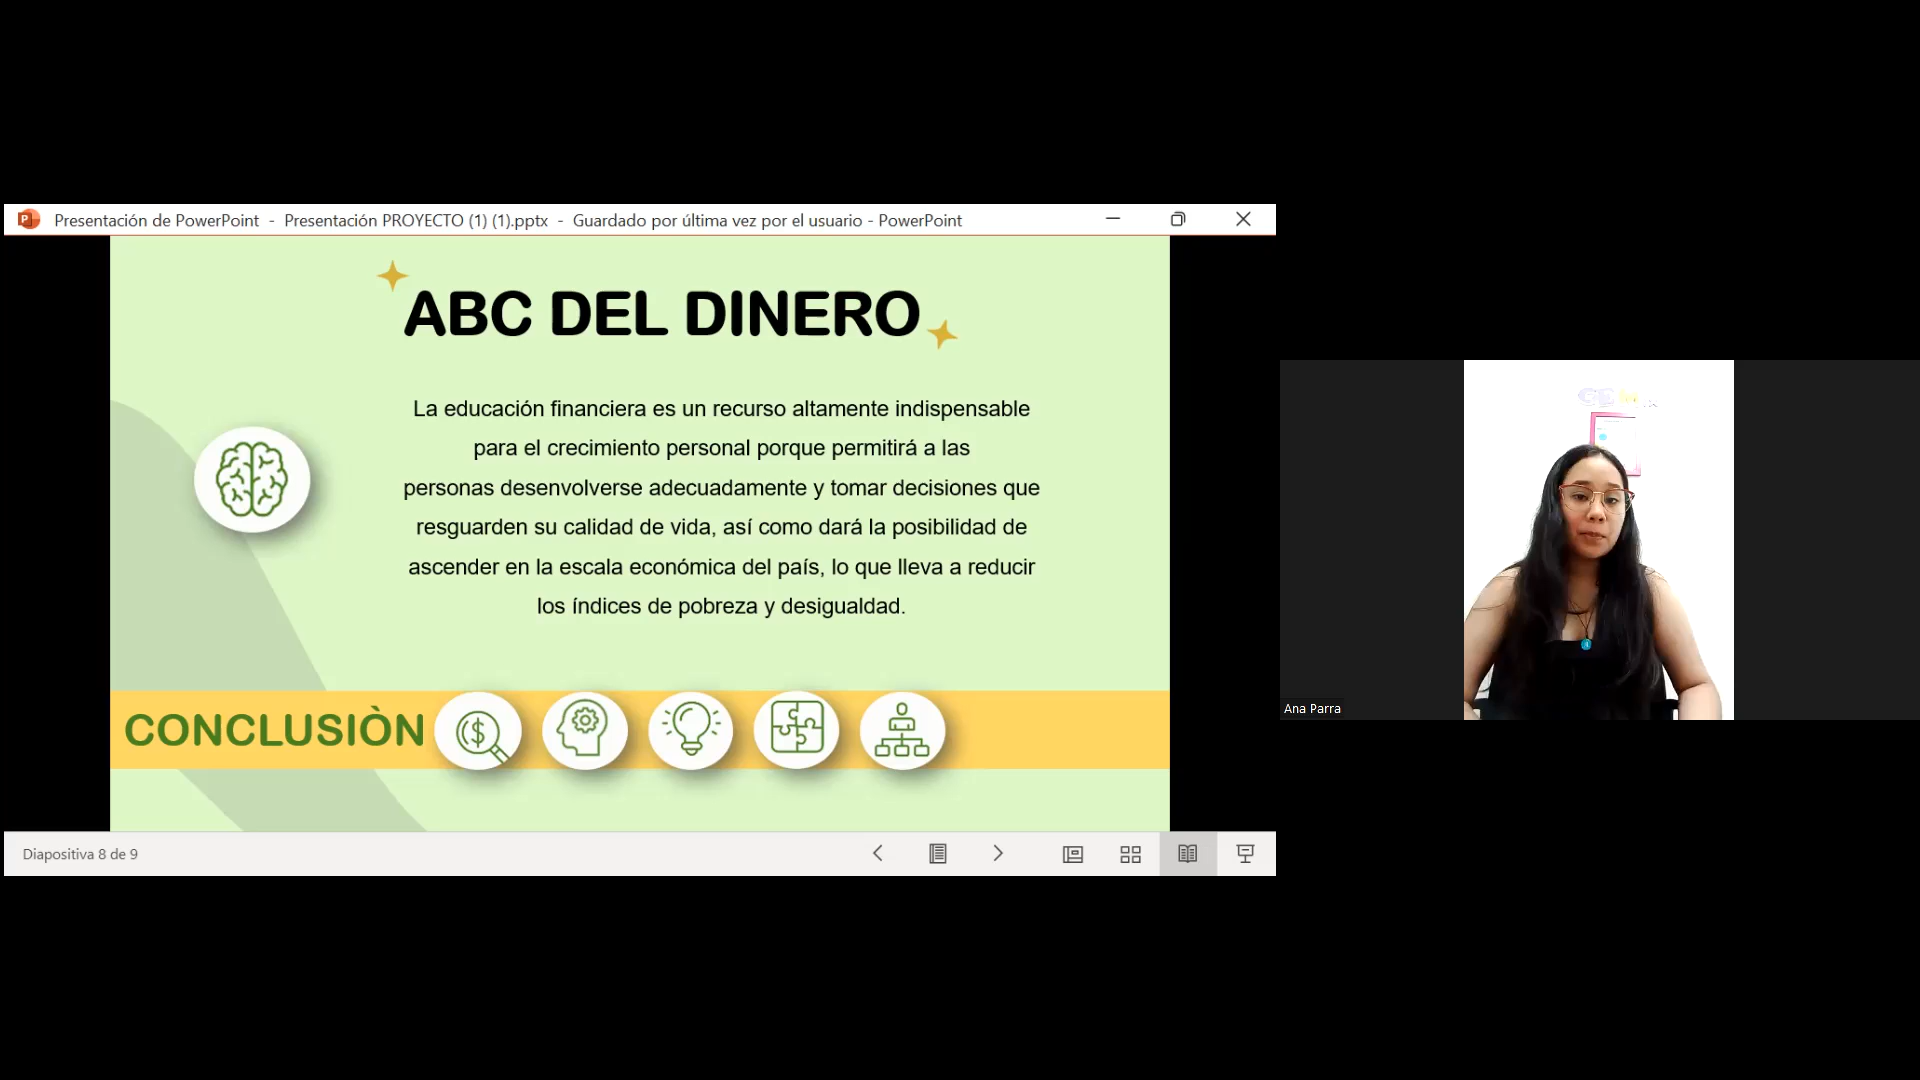 Presentación de PowerPoint - Presentación PROYECTO (1) (1).pptx - Guardado por última vez por el usuario - PowerPoint
ABC DEL DINERO
La educación financiera es un recurso altamente indispensable
para el crecimiento personal porque permitirá a las
personas desenvolverse adecuadamente y tomar decisiones que
resguarden su calidad de vida, así como dará la posibilidad de
ascender en la escala económica del país, lo que lleva a reducir
los índices de pobreza y desigualdad.
CONCLUSIÒN
Diapositiva 8 de 9
Ana Parra